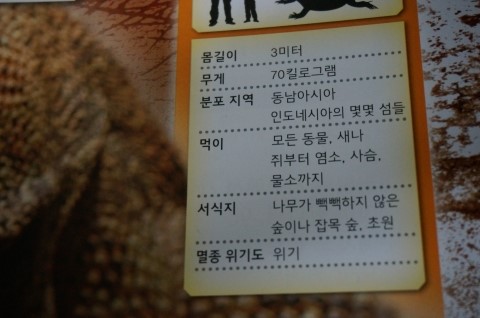 몸길이 3미터
무게 70킬로그램
분포 지역 동남아시아
인도네시아의 몇몇 섬들
먹이 모든 동물, 새나
쥐부터 염소, 사슴,
물소까지
서식지 나무가 빽빽하지 않은
숲이나 잡목 숲, 초원
멸종 위기도 위기